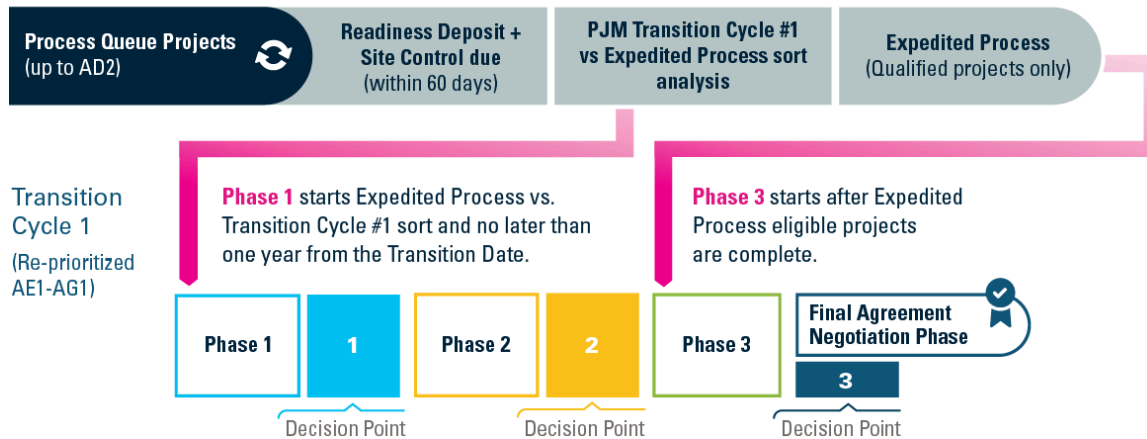 Process Queue Projects
(up to AD2)
Readiness Deposit +
Site Control due
(within 60 days)
PJM Transition Cycle #1
vs Expedited Process sort
analysis
Expedited Process
(Qualified projects only)
Transition
Cycle 1
(Re-prioritized
AE1-AG1)
Phase 1 starts Expedited Process vs.
Transition Cycle #1 sort and no later than
one year from the Transition Date.
Phase 3 starts after Expedited
Process eligible projects
are complete.
Phase 1
1
Phase 2
2
Phase 3
Final Agreement
Negotiation Phase
3
Decision Point
Decision Point
Decision Point